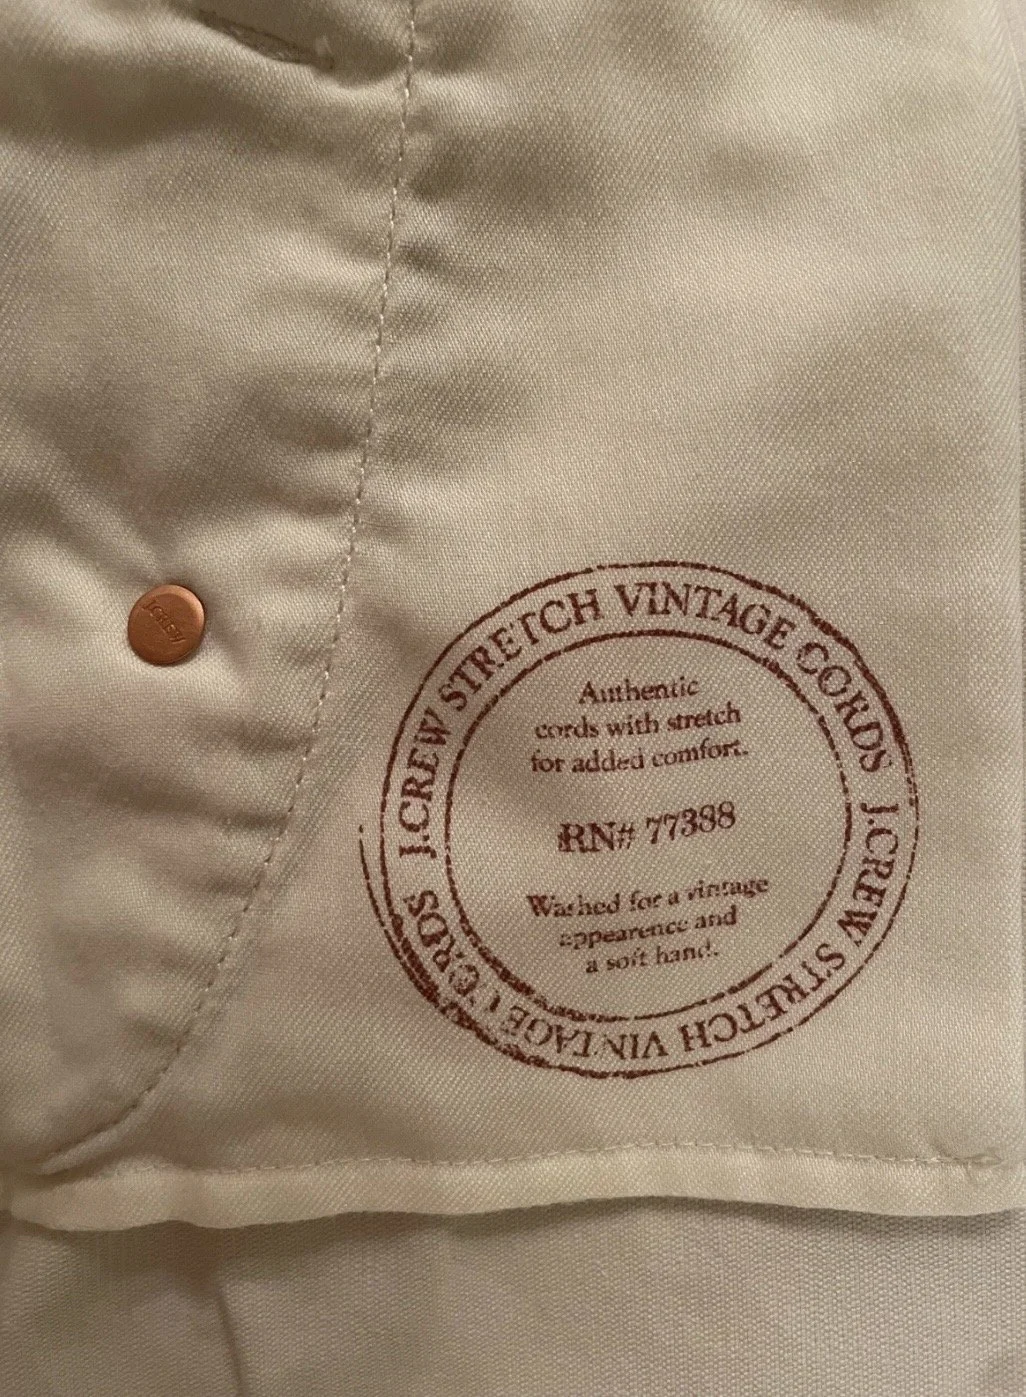 J.CREW
J.CREW STRETCH VINTAGE CORDS J.CREW STRETCH VINTAGE CORDS
Authentic
cords with stretch
for added comfort.
RN# 77388
Washed for a vintage
appearence and
a soft hand.